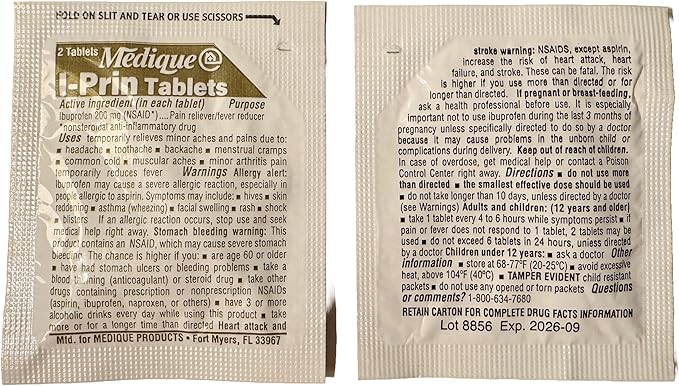 HOLD ON SLIT AND TEAR OR USE SCISSORS
2 Tablets Medique
I-Prin Tablets
Active ingredient (in each tablet) Purpose
Ibuprofen 200 mg (NSAID*)....Pain reliever/fever reducer
*nonsteroidal anti-inflammatory drug
Uses temporarily relieves minor aches and pains due to:
■ headache ■ toothache ■ backache ■ menstrual cramps
■ common cold ■ muscular aches ■ minor arthritis pain
temporarily reduces fever Warnings Allergy alert:
Ibuprofen may cause a severe allergic reaction, especially in
people allergic to aspirin. Symptoms may include: ■ hives ■ skin
reddening ■ asthma (wheezing) ■ facial swelling ■ rash ■ shock
■ blisters If an allergic reaction occurs, stop use and seek
medical help right away. Stomach bleeding warning: This
product contains an NSAID, which may cause severe stomach
bleeding. The chance is higher if you: ■ are age 60 or older
■ have had stomach ulcers or bleeding problems ■ take a
blood thinning (anticoagulant) or steroid drug ■ take other
drugs containing prescription or nonprescription NSAIDs
(aspirin, ibuprofen, naproxen, or others) ■ have 3 or more
alcoholic drinks every day while using this product ■ take
more or for a longer time than directed Heart attack and
Mfd. for MEDIQUE PRODUCTS • Fort Myers, FL 33967
stroke warning: NSAIDS, except aspirin,
increase the risk of heart attack, heart
failure, and stroke. These can be fatal. The risk
is higher if you use more than directed or for
longer than directed. If pregnant or breast-feeding,
ask a health professional before use. It is especially
important not to use ibuprofen during the last 3 months of
pregnancy unless specifically directed to do so by a doctor
because it may cause problems in the unborn child or
complications during delivery. Keep out of reach of children.
In case of overdose, get medical help or contact a Poison
Control Center right away. Directions ■ do not use more
than directed ■ the smallest effective dose should be used
■ do not take longer than 10 days, unless directed by a doctor
(see Warnings) Adults and children: (12 years and older)
■ take 1 tablet every 4 to 6 hours while symptoms persist ■ if
pain or fever does not respond to 1 tablet, 2 tablets may be
used ■ do not exceed 6 tablets in 24 hours, unless directed
by a doctor Children under 12 years: ■ ask a doctor Other
information ■ store at 68-77°F (20-25°C) ■ avoid excessive
heat, above 104°F (40°C) ■ TAMPER EVIDENT child resistant
packets ■ do not use any opened or torn packets Questions
or comments? 1-800-634-7680
RETAIN CARTON FOR COMPLETE DRUG FACTS INFORMATION
Lot 8856 Exp. 2026-09